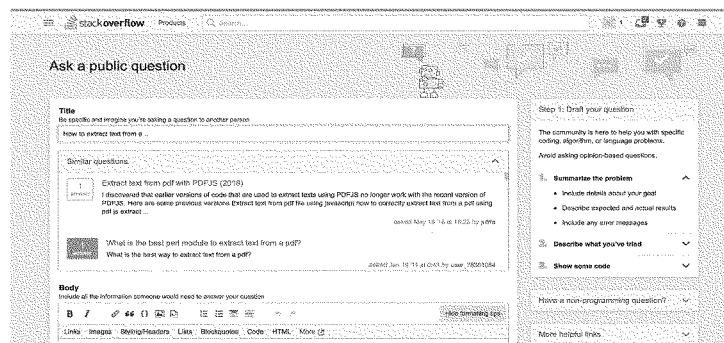 stackoverflow Products Search...
1
Ask a public question
Title
Be specific and imagine you're asking a question to another person
how to extract text from a ..
Similar questions
1
Extract text from pdf with PDFJS (2018)
I discovered that earlier versions of code that are used to extract texts using PDFJS no longer work with the recent version of
PDFJS. Here are some previous versions Extract text from pdf file using javascript how to correctly extract text from a pdf using
pdf js extract ...
asked May 18 '18 at
What is the best perl module to extract text from a pdf?
What is the best way to extract text from a pdf?
asked Jan
Body
Include all the information someone would need to answer your question
B I
Hide formatting tips
Links Images Styling/Headers Lists Blockquotes Code HTML More
Step 1: Draft your question
The community is here to help you with specific
coding, algorithm, or language problems.
Avoid asking opinion-based questions.
1. Summarize the problem
Include details about your goal
Describe expected and actual results
Include any error messages
2. Describe what you've tried
3. Show some code
Have a non-programming question?
More helpful links